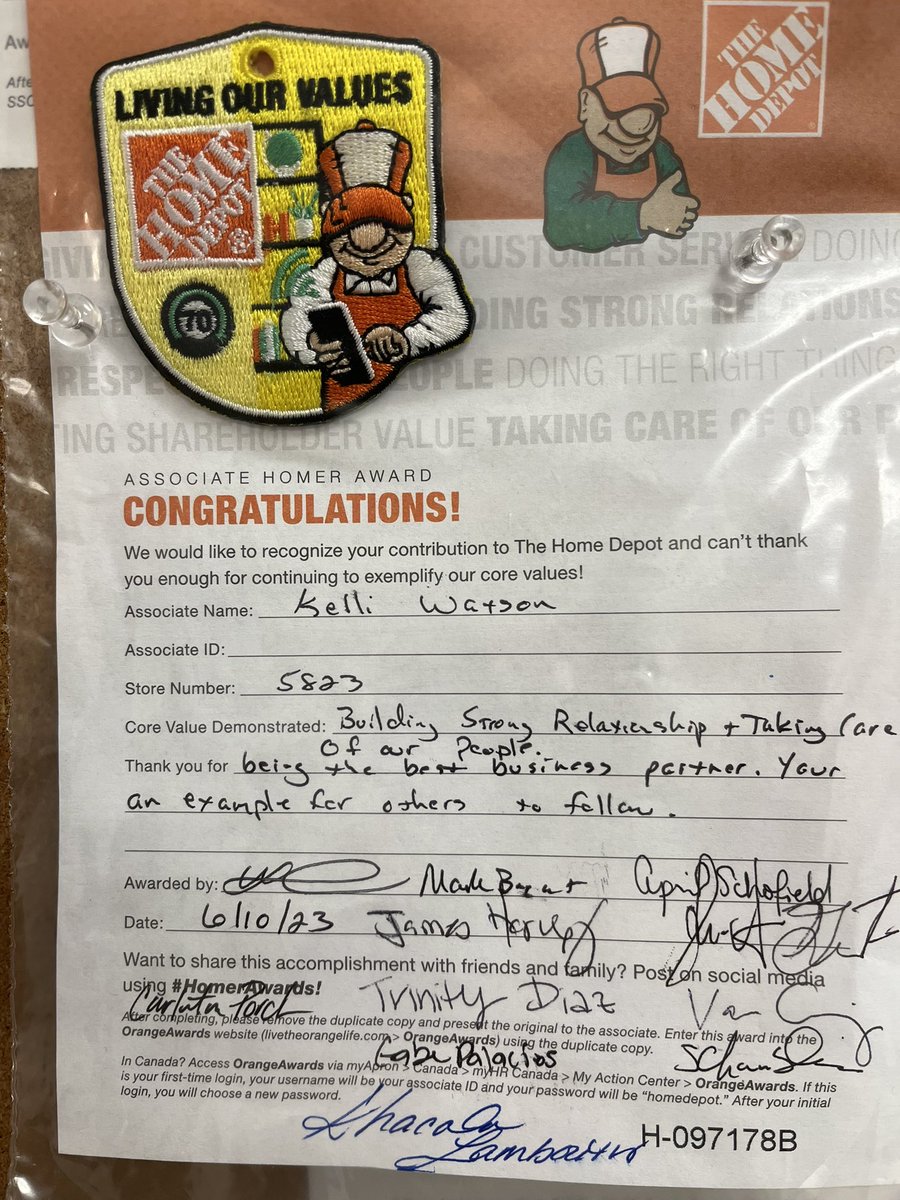 Aw
Afte
SSC
LIVING OUR VALUES
THE HOME DEPOT
70
THE HOME DEPOT
CUSTOMER SER DOING
DING STRONG RELATIONS
RESPE PEOPLE DOING THE RIGHT THING
TING SHAREHOLDER VALUE TAKING CARE OF OUR P
ASSOCIATE HOMER AWARD
CONGRATULATIONS!
We would like to recognize your contribution to The Home Depot and can't thank
you enough for continuing to exemplify our core values!
Associate Name: Kelli Watson
Associate ID:
Store Number: 5823
Core Value Demonstrated: Building Strong Relationship + Taking Care
Of our People.
Thank you for being the best business partner. Your
an example for others to follow.
Awarded by: Mark April Schofield
Date: 6/10/23 James
Want to share this accomplishment with friends and family? Post on social media
using #HomerAwards!
Trinity Diaz
After completing, please remove the duplicate copy and present the original to the associate. Enter this award into the
OrangeAwards website (livetheorangelife.com > OrangeAwards) using the duplicate copy.
Gabe Palacios
In Canada? Access OrangeAwards via myApron > Canada > myHR Canada > My Action Center > OrangeAwards. If this
is your first-time login, your username will be your associate ID and your password will be "homedepot." After your initial
login, you will choose a new password.
H-097178B